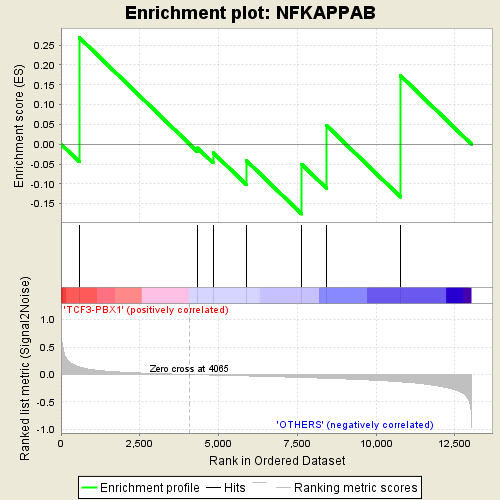 Enrichment plot: NFKAPPAB
Enrichment score (ES)
0.25
0.20
0.15
0.10
0.05
0.00
-0.05
-0.10
-0.15
'TCF3-PBX1' (positively correlated)
Ranked list metric (Signal2Noise)
1.0
0.5
0.0
-0.5
-1.0
Zero cross at 4065
'OTHERS' (negatively correlated)
0
2,500
5,000
7,500
10,000
12,500
Rank in Ordered Dataset
Enrichment profile
Hits
Ranking metric scores